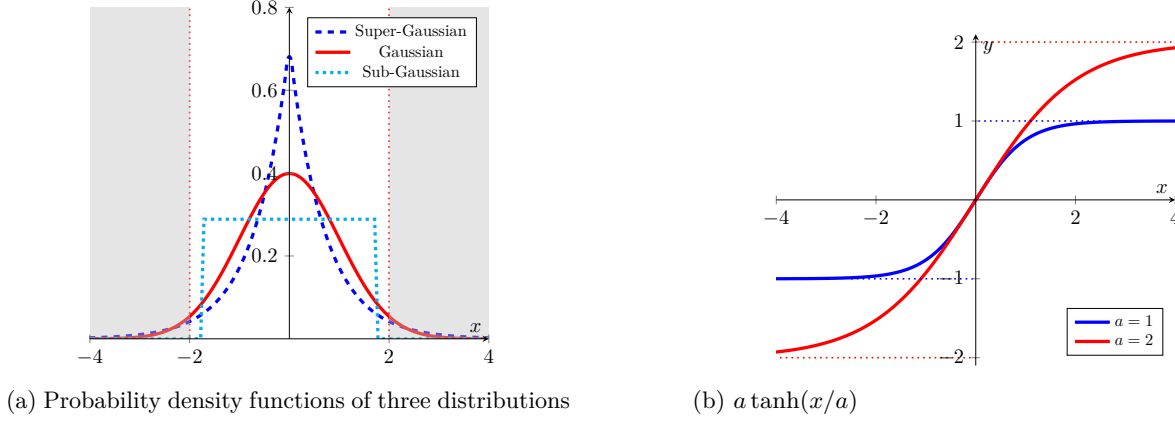 0.8
Super-Gaussian
Gaussian
Sub-Gaussian
0.6
0.4
0.2
x
−4 −2 2 4
(a) Probability density functions of three distributions
2
y
1
x
−4 −2 2 4
−1
−2
a = 1
a = 2
(b) a tanh(x/a)